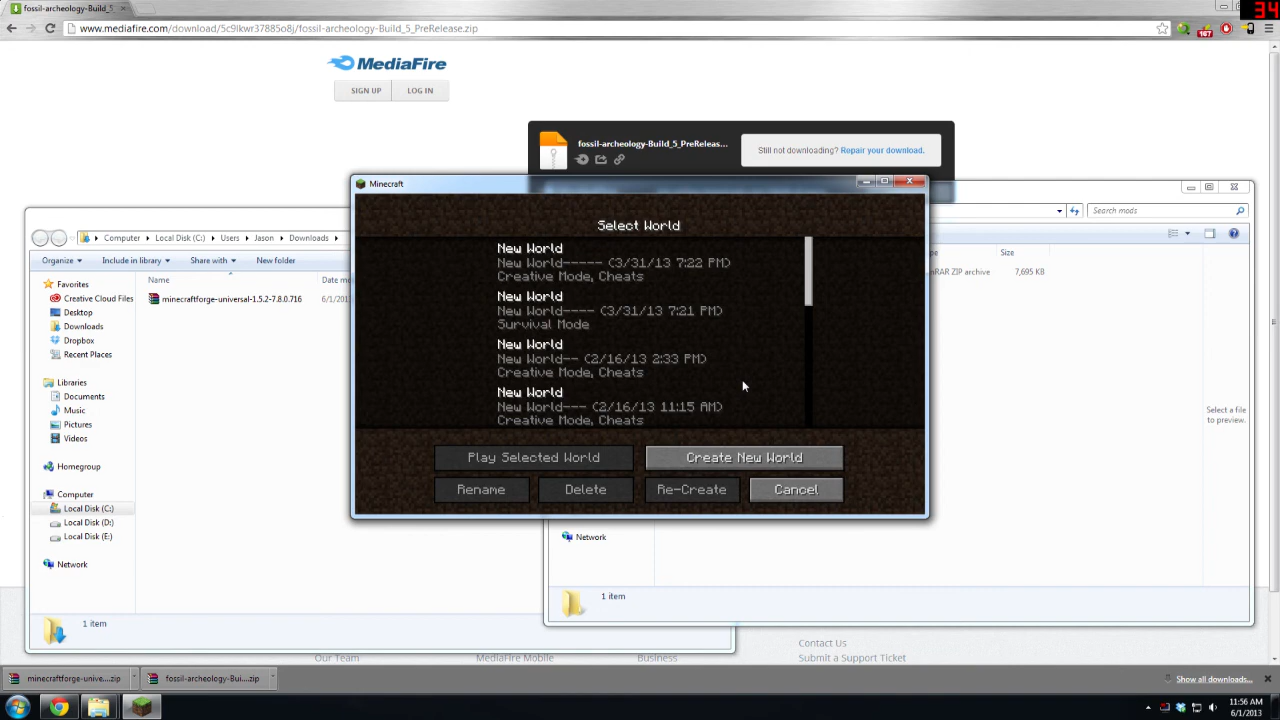 fossil-archeology-Build_5
34
www.mediafire.com/download/5c9lkwr37885o8j/fossil-archeology-Build_5_PreRelease.zip
167
MediaFire
SIGN UP
LOG IN
fossil-archeology-Build_5_PreReleas...
Still not downloading? Repair your download.
Minecraft
Select World
New World
New World----- (3/31/13 7:22 PM)
Creative Mode, Cheats
New World
New World---- (3/31/13 7:21 PM)
Survival Mode
New World
New World-- (2/16/13 2:33 PM)
Creative Mode, Cheats
New World
New World--- (2/16/13 11:15 AM)
Creative Mode, Cheats
Play Selected World
Create New World
Rename
Delete
Re-Create
Cancel
Computer
Local Disk (C:)
Users
Jason
Downloads
Organize
Include in library
Share with
New folder
Name
Date mo
minecraftforge-universal-1.5.2-7.8.0.716
6/1/201
Favorites
Creative Cloud Files
Desktop
Downloads
Dropbox
Recent Places
Libraries
Documents
Music
Pictures
Videos
Homegroup
Computer
Local Disk (C:)
Local Disk (D:)
Local Disk (E:)
Network
1 item
Search mods
Size
nRAR ZIP archive
7,695 KB
Select a file
to preview.
Network
1 item
Our Team
MediaFire Mobile
Business
Contact Us
Submit a Support Ticket
minecraftforge-unive....zip
fossil-archeology-Bui....zip
Show all downloads...
11:56 AM
6/1/2013